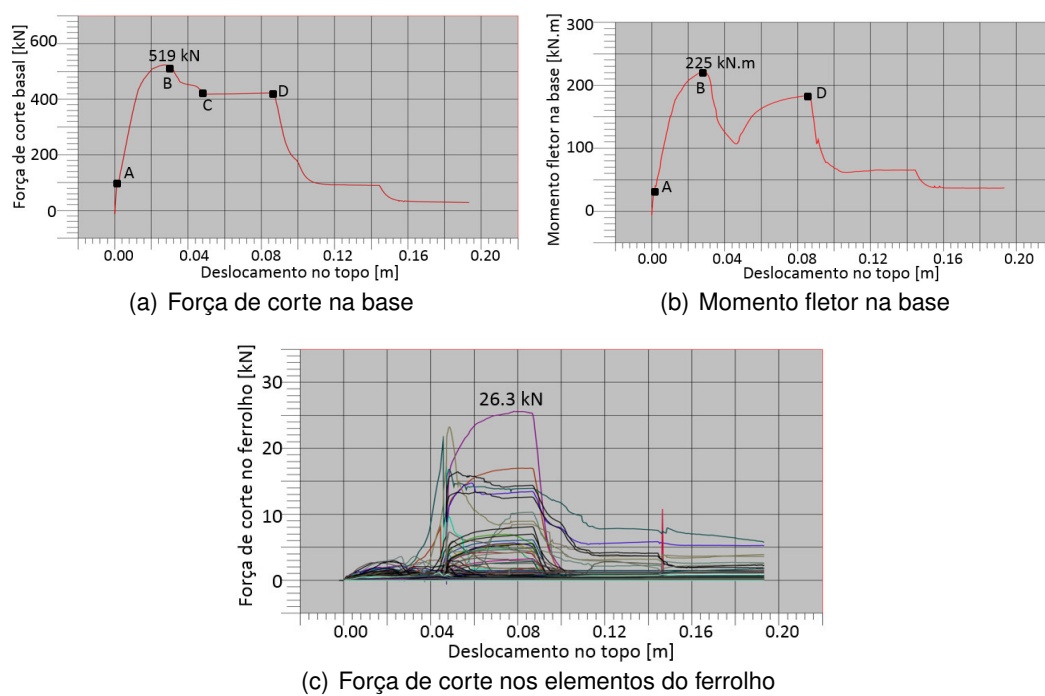 Força de corte basal [kN]
600
400
200
0
519 kN
A
B
C
D
0.00 0.04 0.08 0.12 0.16 0.20
Deslocamento no topo [m]
(a) Força de corte na base
Momento fletor na base [kN.m]
300
200
100
0
225 kN.m
A
B
D
0.00 0.04 0.08 0.12 0.16 0.20
Deslocamento no topo [m]
(b) Momento fletor na base
Força de corte no ferrolho [kN]
30
20
10
0
26.3 kN
0.00 0.04 0.08 0.12 0.16 0.20
Deslocamento no topo [m]
(c) Força de corte nos elementos do ferrolho